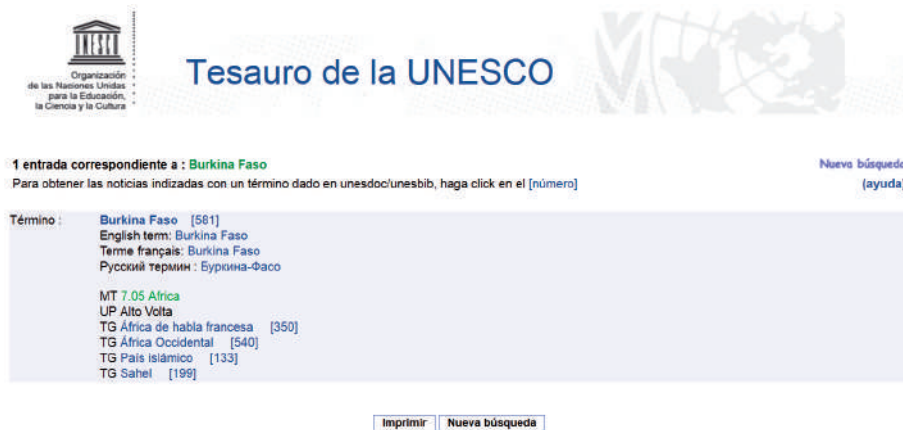 UNESCO
Organización
de las Naciones Unidas
para la Educación,
la Ciencia y la Cultura
Tesauro de la UNESCO
1 entrada correspondiente a : Burkina Faso
Nueva búsqueda
Para obtener las noticias indizadas con un término dado en unesdoc/unesbib, haga click en el [número]
(ayuda)
Término :
Burkina Faso [581]
English term: Burkina Faso
Terme français: Burkina Faso
Русский термин : Буркина-Фасо
MT 7.05 Africa
UP Alto Volta
TG África de habla francesa [350]
TG África Occidental [540]
TG País islámico [133]
TG Sahel [199]
Imprimir Nueva búsqueda